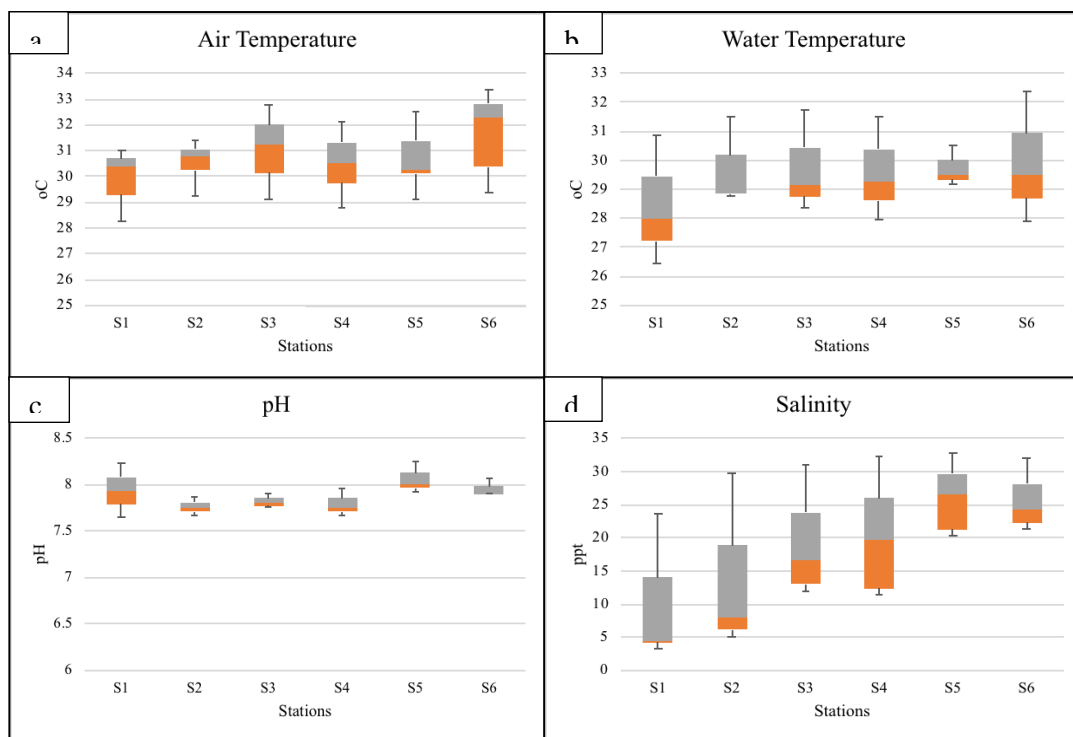 a
Air Temperature
34
33
32
31
30
29
28
27
26
25
oC
S1 S2 S3 S4 S5 S6
Stations
b
Water Temperature
33
32
31
30
29
28
27
26
25
oC
S1 S2 S3 S4 S5 S6
Stations
c
pH
8.5
8
7.5
7
6.5
6
pH
S1 S2 S3 S4 S5 S6
Stations
d
Salinity
35
30
25
20
15
10
5
0
ppt
S1 S2 S3 S4 S5 S6
Stations